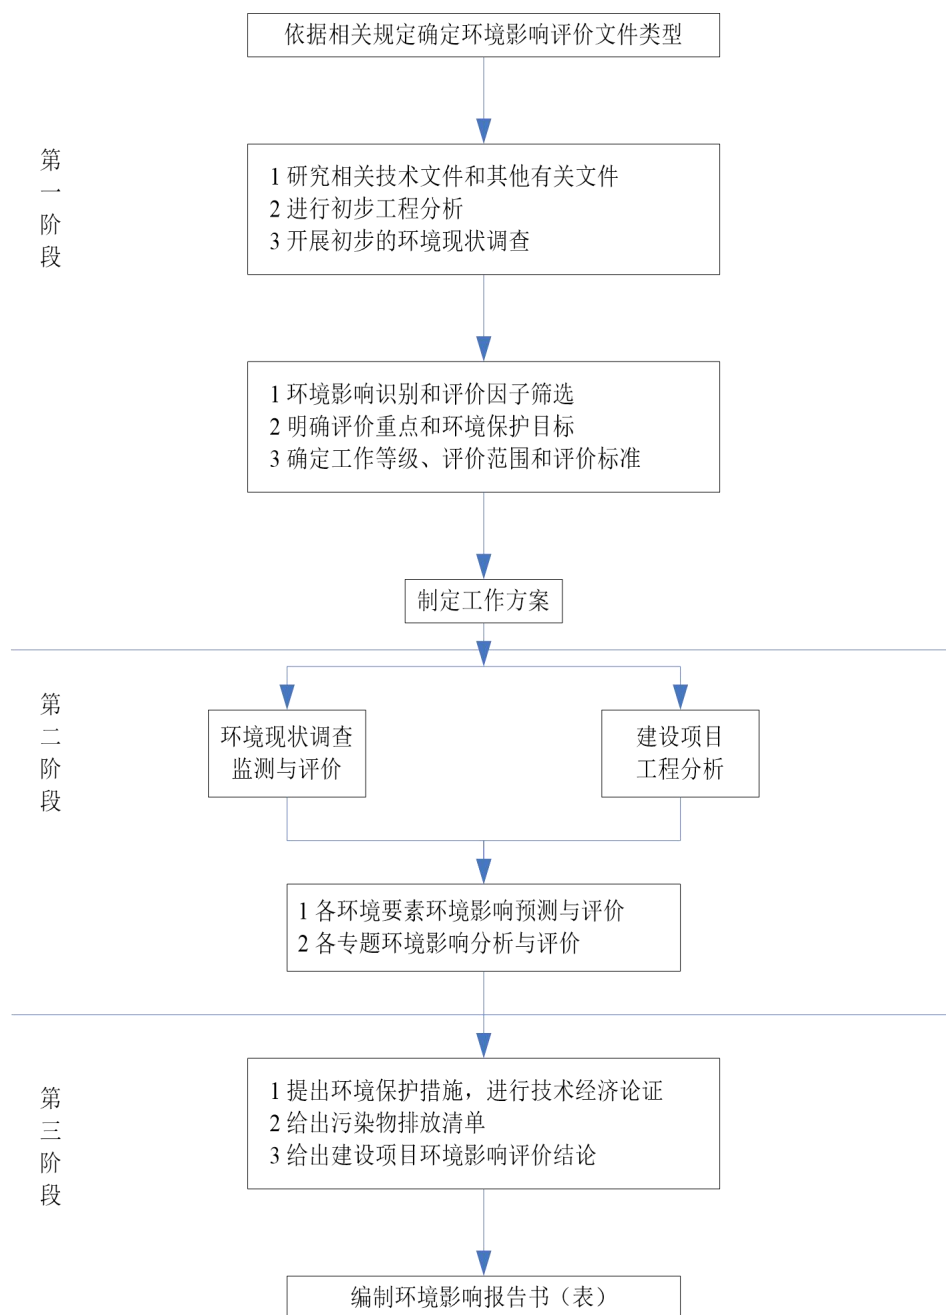 依据相关规定确定环境影响评价文件类型
第一阶段
1 研究相关技术文件和其他有关文件
2 进行初步工程分析
3 开展初步的环境现状调查
1 环境影响识别和评价因子筛选
2 明确评价重点和环境保护目标
3 确定工作等级、评价范围和评价标准
制定工作方案
第二阶段
环境现状调查
监测与评价
建设项目
工程分析
1 各环境要素环境影响预测与评价
2 各专题环境影响分析与评价
第三阶段
1 提出环境保护措施，进行技术经济论证
2 给出污染物排放清单
3 给出建设项目环境影响评价结论
编制环境影响报告书（表）